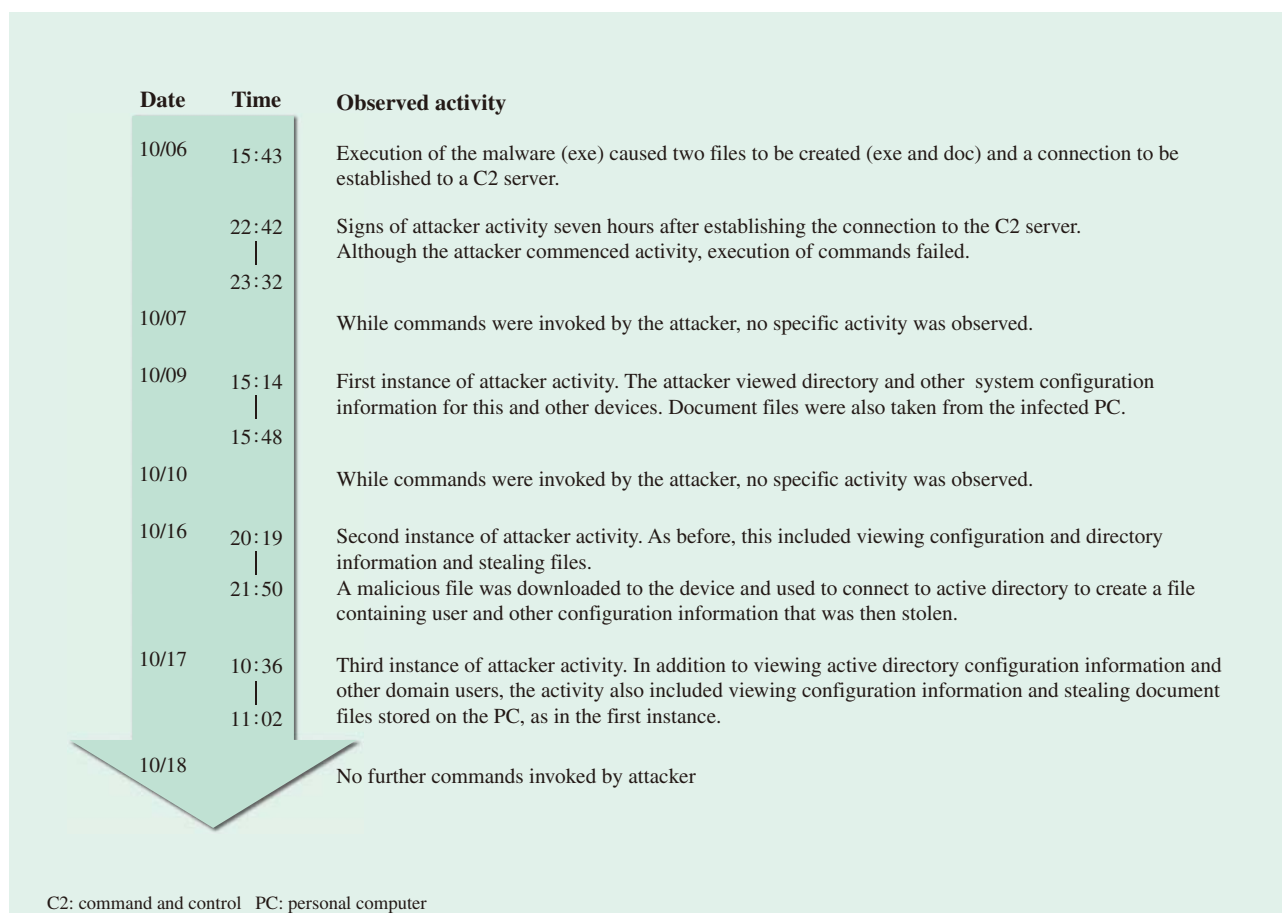 Date Time Observed activity
10/06 15:43 Execution of the malware (exe) caused two files to be created (exe and doc) and a connection to be
established to a C2 server.
22:42 Signs of attacker activity seven hours after establishing the connection to the C2 server.
Although the attacker commenced activity, execution of commands failed.
23:32
10/07 While commands were invoked by the attacker, no specific activity was observed.
10/09 15:14 First instance of attacker activity. The attacker viewed directory and other system configuration
information for this and other devices. Document files were also taken from the infected PC.
15:48
10/10 While commands were invoked by the attacker, no specific activity was observed.
10/16 20:19 Second instance of attacker activity. As before, this included viewing configuration and directory
information and stealing files.
21:50 A malicious file was downloaded to the device and used to connect to active directory to create a file
containing user and other configuration information that was then stolen.
10/17 10:36 Third instance of attacker activity. In addition to viewing active directory configuration information and
other domain users, the activity also included viewing configuration information and stealing document
11:02 files stored on the PC, as in the first instance.
10/18 No further commands invoked by attacker
C2: command and control PC: personal computer